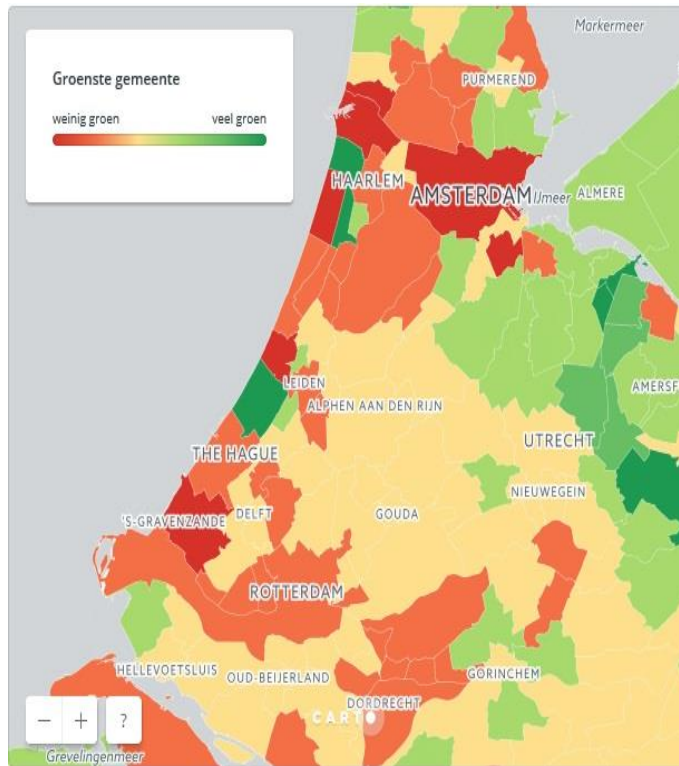 Markermeer
Groenste gemeente
weinig groen veel groen
PURMEREND
HAARLEM
AMSTERDAM
IJmeer
ALMERE
LEIDEN
ALPHEN AAN DEN RIJN
AMERSF
UTRECHT
THE HAGUE
NIEUWEGEIN
'S-GRAVENZANDE
DELFT
GOUDA
ROTTERDAM
HELLEVOETSLUIS
OUD-BEIJERLAND
GORINCHEM
DORDRECHT
CARTO
− + ?
Grevelingenmeer